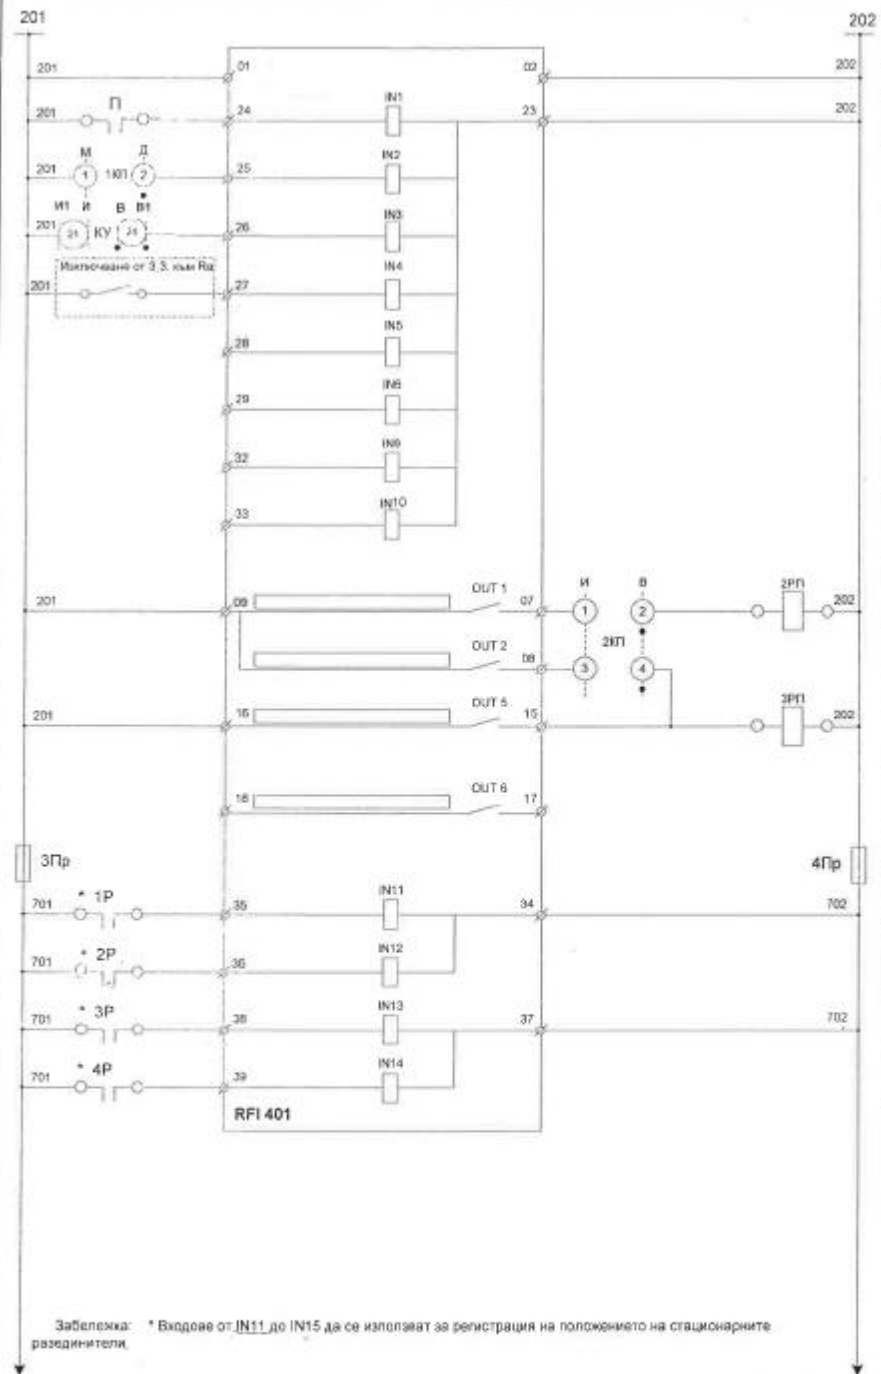 201 202
201 01 02 202
201 П 24 IN1 23 202
М Д
201 1 1КП 2 25 IN2
И1 И В В1
201 21 КУ 26 IN3
Изключване от З.З. към Rа
201 27 IN4
28 IN5
29 IN6
32 IN9
33 IN10
201 09 OUT 1 07 И 1 В 2 2РП 202
OUT 2 08 3 2КП 4
201 16 OUT 5 15 3РП 202
18 OUT 6 17
3Пр 4Пр
701 * 1Р 35 IN11 34 702
701 * 2Р 36 IN12
701 * 3Р 38 IN13 37 702
701 * 4Р 39 IN14
RFI 401
Забележка: * Входове от IN11 до IN15 да се използват за регистрация на положението на стационарните
разединители.